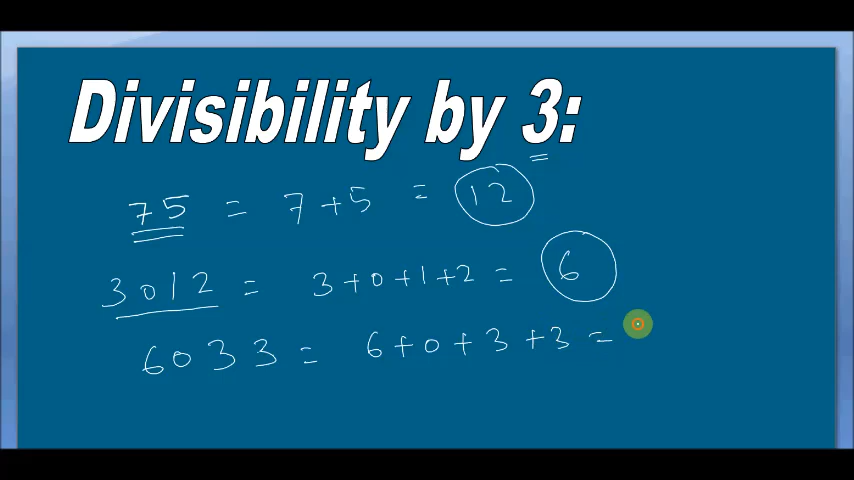 Divisibility by 3:
75 = 7+5 = 12
3012 = 3+0+1+2 = 6
6033 = 6+0+3+3 =